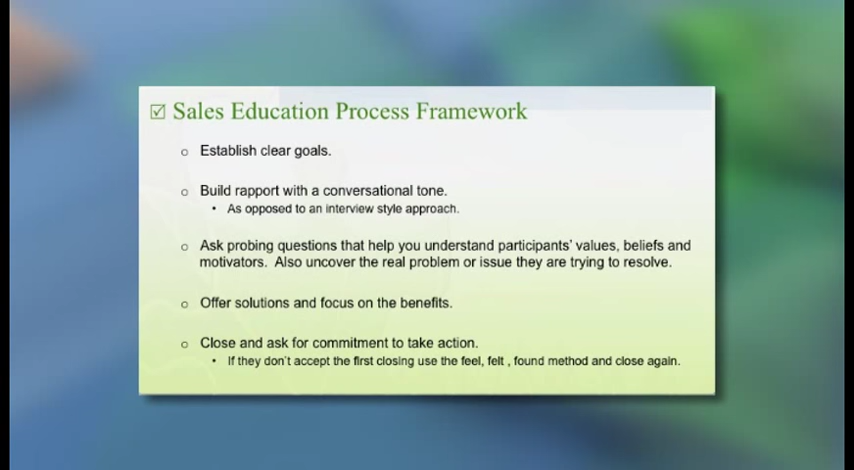 ☑ Sales Education Process Framework
o Establish clear goals.
o Build rapport with a conversational tone.
• As opposed to an interview style approach.
o Ask probing questions that help you understand participants' values, beliefs and
motivators.  Also uncover the real problem or issue they are trying to resolve.
o Offer solutions and focus on the benefits.
o Close and ask for commitment to take action.
• If they don't accept the first closing use the feel, felt , found method and close again.